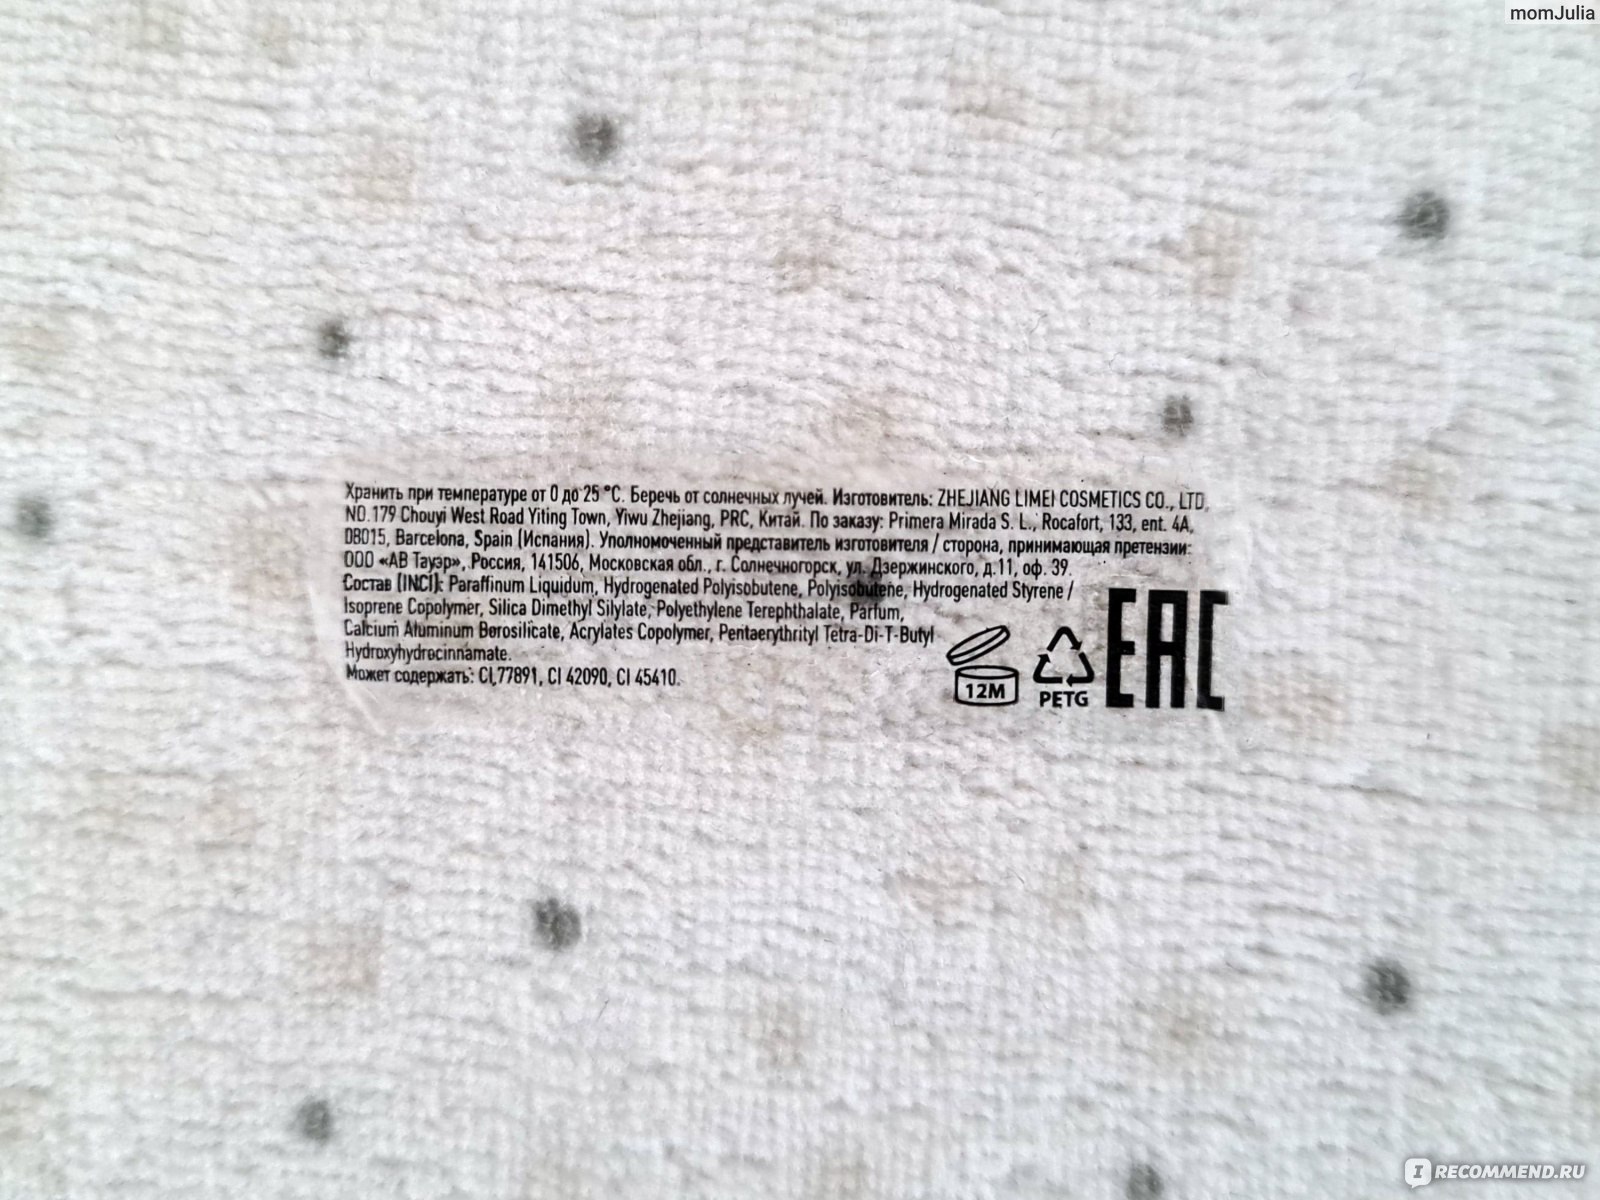 momJulia
Хранить при температуре от 0 до 25 °C. Беречь от солнечных лучей. Изготовитель: ZHEJIANG LIMEI COSMETICS CO., LTD,
NO.179 Chouyi West Road Yiting Town, Yiwu Zhejiang, PRC, Китай. По заказу: Primera Mirada S. L., Rocafort, 133, ent. 4A,
08015, Barcelona, Spain (Испания). Уполномоченный представитель изготовителя / сторона, принимающая претензии:
ООО «АВ Тауэр», Россия, 141506, Московская обл., г. Солнечногорск, ул. Дзержинского, д.11, оф. 39.
Состав (INCI): Paraffinum Liquidum, Hydrogenated Polyisobutene, Polyisobutene, Hydrogenated Styrene /
Isoprene Copolymer, Silica Dimethyl Silylate, Polyethylene Terephthalate, Parfum,
Calcium Aluminum Borosilicate, Acrylates Copolymer, Pentaerythrityl Tetra-Di-T-Butyl
Hydroxyhydrocinnamate.
Может содержать: CI 77891, CI 42090, CI 45410.
12M
PETG
EAC
IRECOMMEND.RU